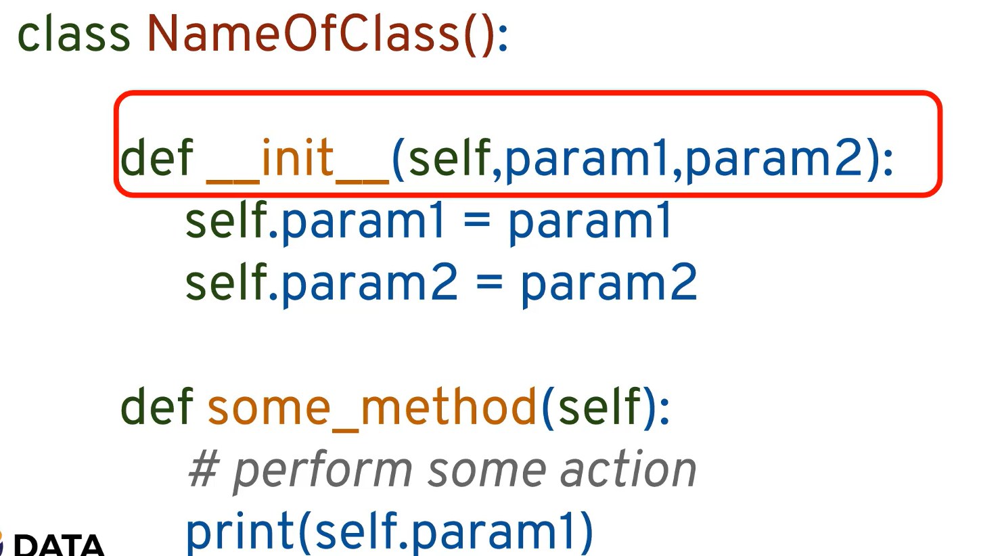 class NameOfClass():
def __init__(self,param1,param2):
self.param1 = param1
self.param2 = param2
def some_method(self):
# perform some action
print(self.param1)
DATA